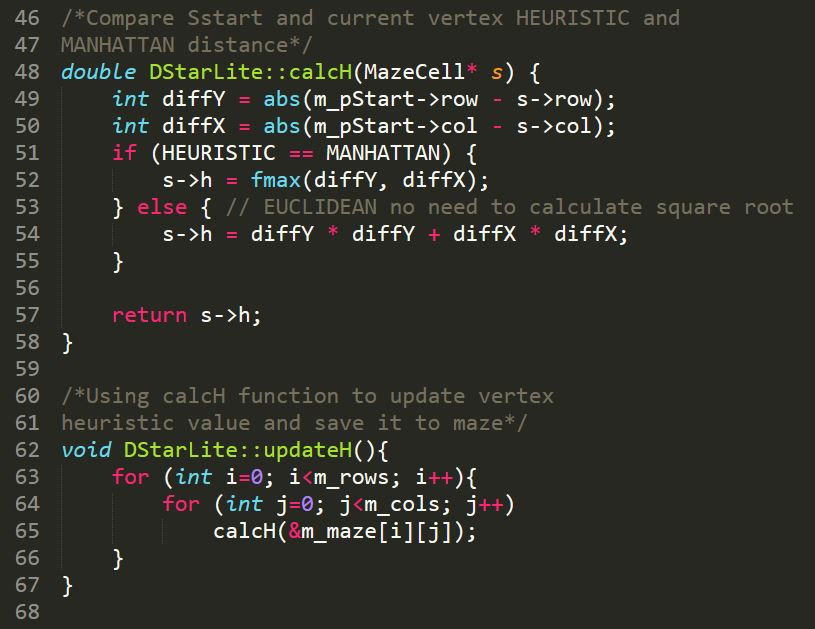 46 /*Compare Sstart and current vertex HEURISTIC and
47 MANHATTAN distance*/
48 double DStarLite::calcH(MazeCell* s) {
49     int diffY = abs(m_pStart->row - s->row);
50     int diffX = abs(m_pStart->col - s->col);
51     if (HEURISTIC == MANHATTAN) {
52         s->h = fmax(diffY, diffX);
53     } else { // EUCLIDEAN no need to calculate square root
54         s->h = diffY * diffY + diffX * diffX;
55     }
56
57     return s->h;
58 }
59
60 /*Using calcH function to update vertex
61 heuristic value and save it to maze*/
62 void DStarLite::updateH(){
63     for (int i=0; i<m_rows; i++){
64         for (int j=0; j<m_cols; j++)
65             calcH(&m_maze[i][j]);
66     }
67 }
68